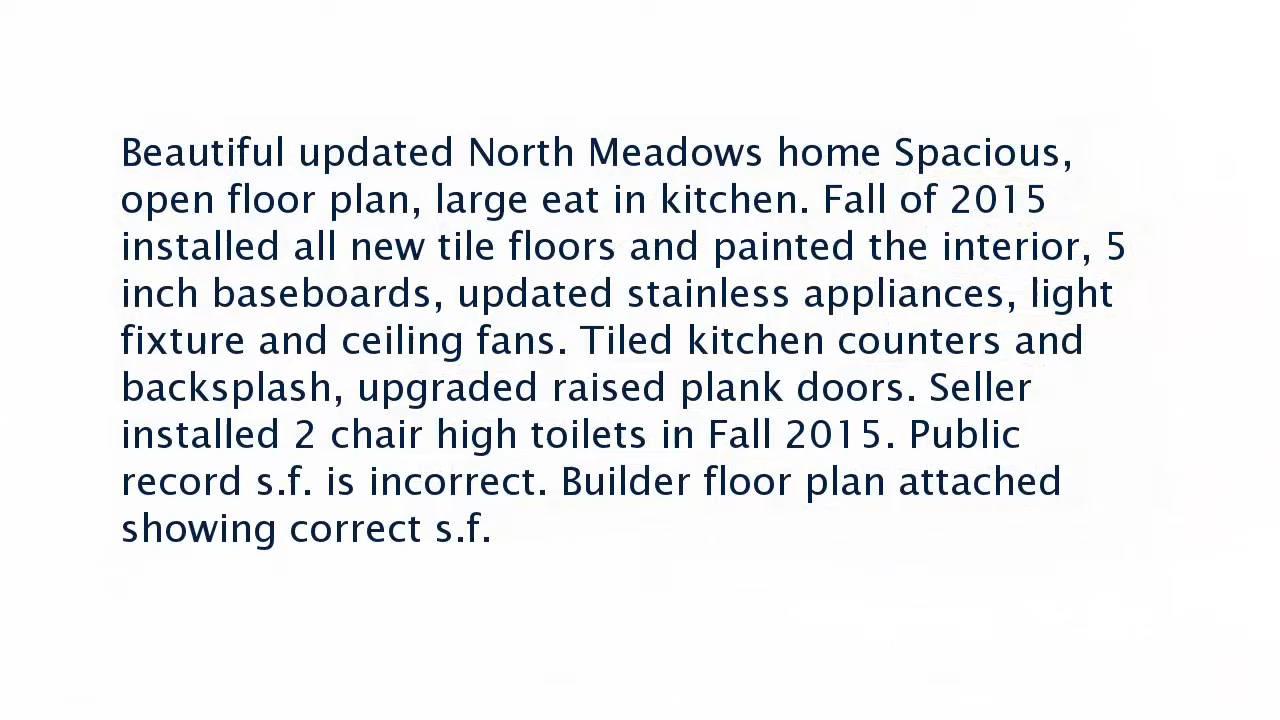 Beautiful updated North Meadows home Spacious,
open floor plan, large eat in kitchen. Fall of 2015
installed all new tile floors and painted the interior, 5
inch baseboards, updated stainless appliances, light
fixture and ceiling fans. Tiled kitchen counters and
backsplash, upgraded raised plank doors. Seller
installed 2 chair high toilets in Fall 2015. Public
record s.f. is incorrect. Builder floor plan attached
showing correct s.f.